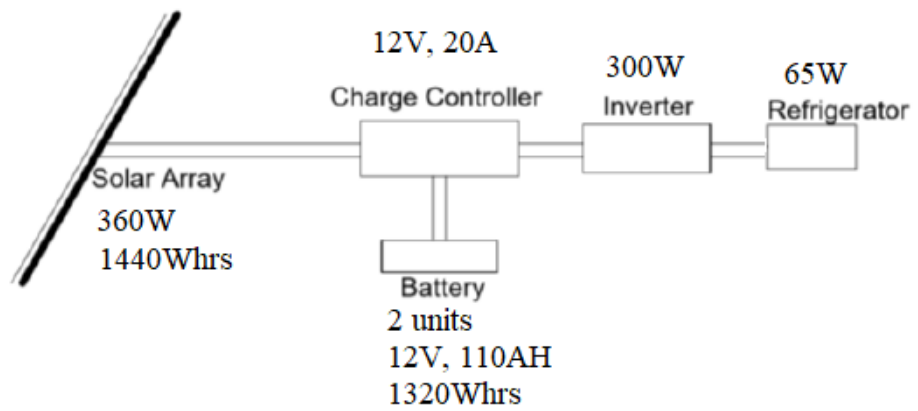 12V, 20A
Charge Controller
300W
Inverter
65W
Refrigerator
Solar Array
360W
1440Whrs
Battery
2 units
12V, 110AH
1320Whrs